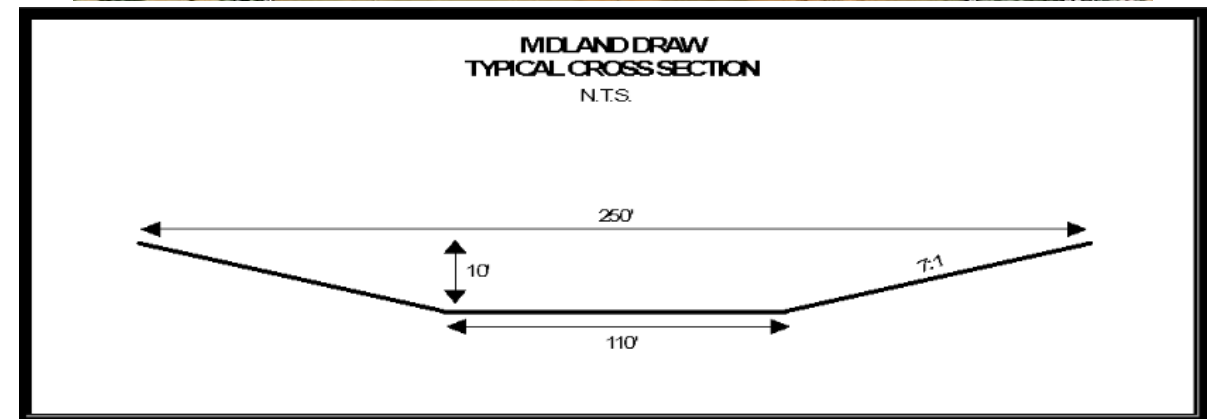 MIDLAND DRAW
TYPICAL CROSS SECTION
N.T.S.
250'
10'
7:1
110'